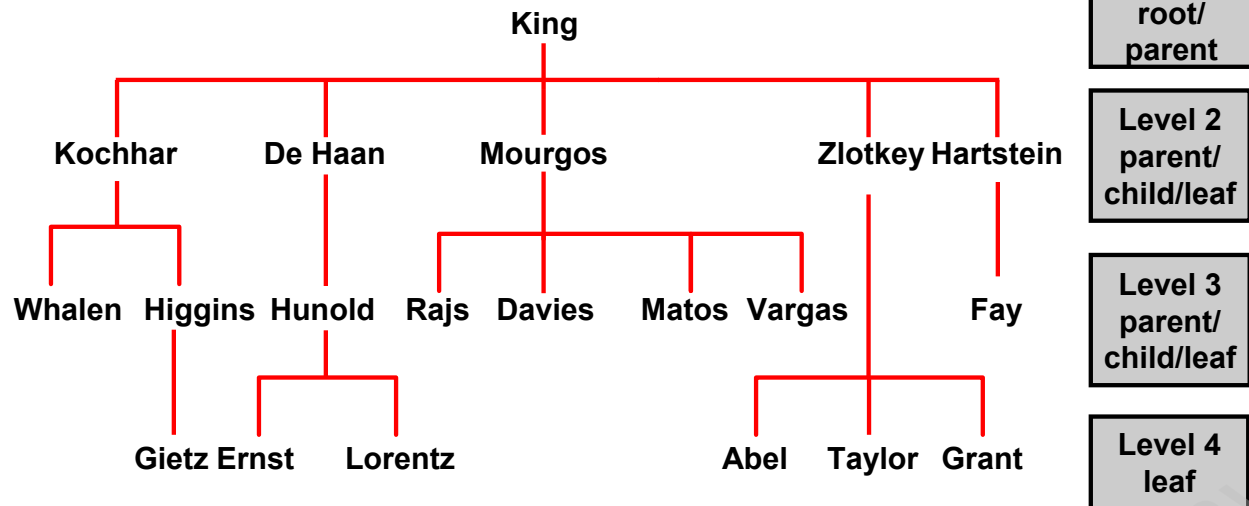 King
root/
parent
Kochhar De Haan Mourgos Zlotkey Hartstein
Level 2
parent/
child/leaf
Whalen Higgins Hunold Rajs Davies Matos Vargas Fay
Level 3
parent/
child/leaf
Gietz Ernst Lorentz Abel Taylor Grant
Level 4
leaf